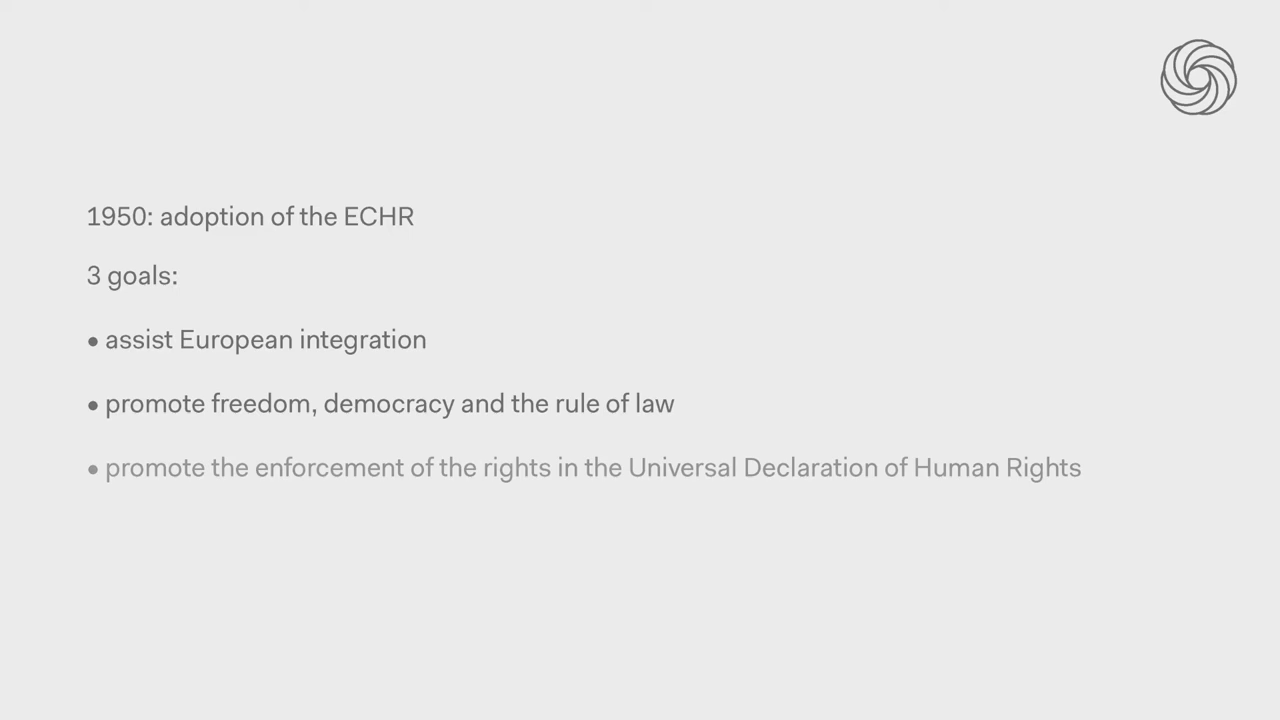 1950: adoption of the ECHR
3 goals:
• assist European integration
• promote freedom, democracy and the rule of law
• promote the enforcement of the rights in the Universal Declaration of Human Rights